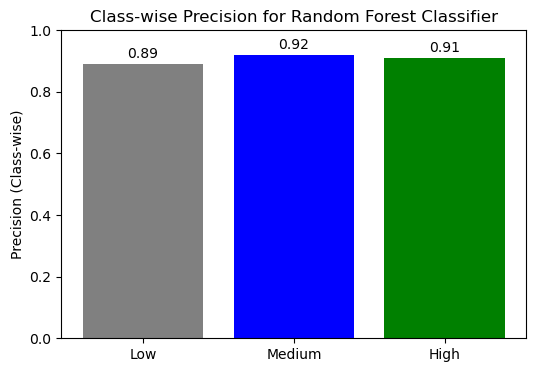 Class-wise Precision for Random Forest Classifier
Precision (Class-wise)
1.0
0.8
0.6
0.4
0.2
0.0
0.89
0.92
0.91
Low
Medium
High